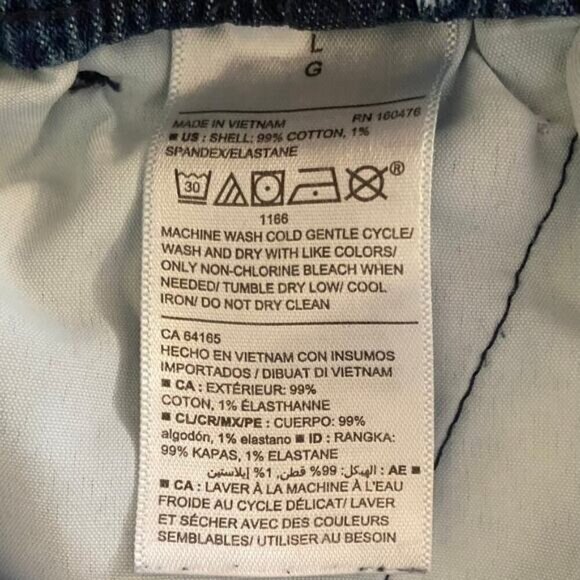 L
G
MADE IN VIETNAM RN 160476
■ US : SHELL: 99% COTTON, 1%
SPANDEX/ELASTANE
30 ®
1166
MACHINE WASH COLD GENTLE CYCLE/
WASH AND DRY WITH LIKE COLORS/
ONLY NON-CHLORINE BLEACH WHEN
NEEDED/ TUMBLE DRY LOW/ COOL
IRON/ DO NOT DRY CLEAN
CA 64165
HECHO EN VIETNAM CON INSUMOS
IMPORTADOS / DIBUAT DI VIETNAM
■ CA : EXTÉRIEUR: 99%
COTON, 1% ÉLASTHANNE
■ CL/CR/MX/PE : CUERPO: 99%
algodón, 1% elastano ■ ID : RANGKA:
99% KAPAS, 1% ELASTANE
■ AE : الهيكل: 99% قطن, 1% إيلاستين
■ CA : LAVER À LA MACHINE À L'EAU
FROIDE AU CYCLE DÉLICAT/ LAVER
ET SÉCHER AVEC DES COULEURS
SEMBLABLES/ UTILISER AU BESOIN